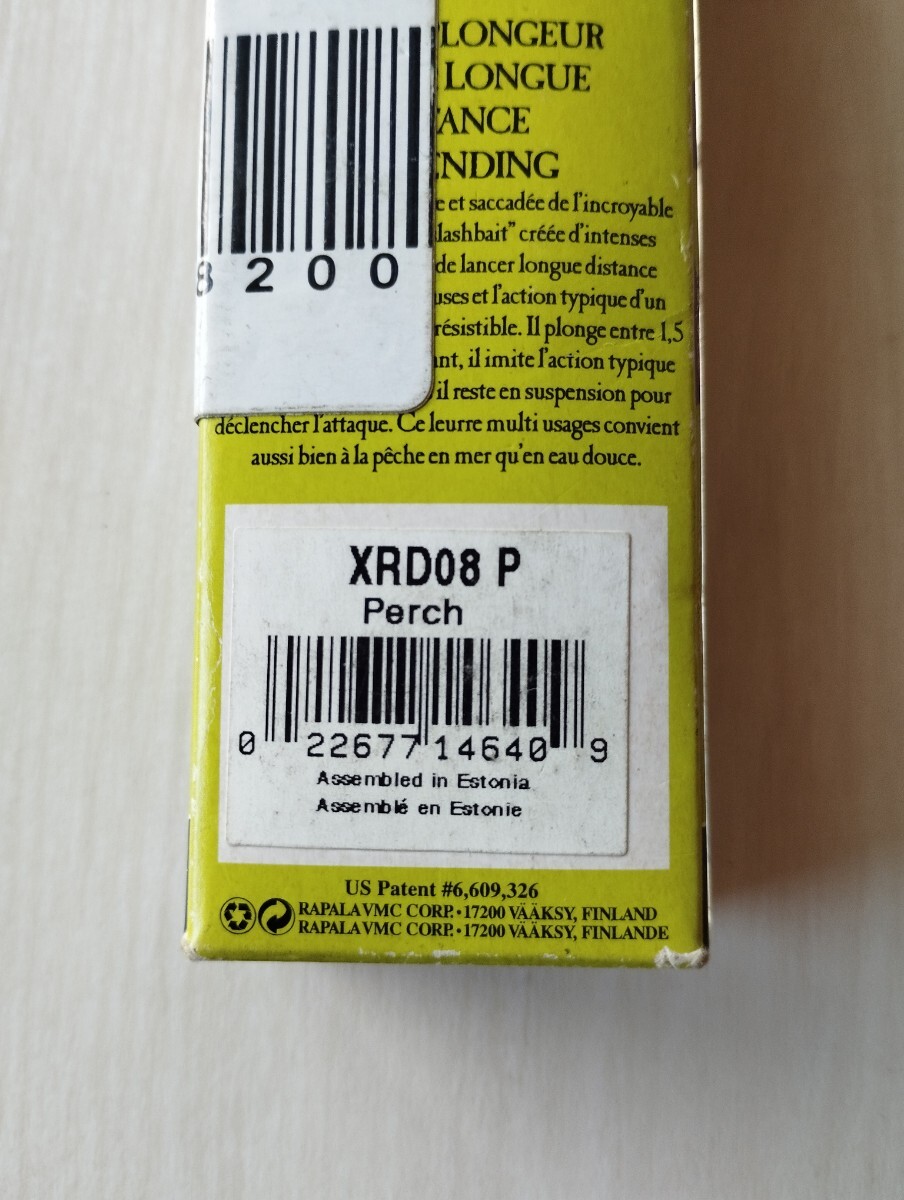 LONGEUR
LONGUE
ANCE
ENDING
e et saccadée de l'incroyable
lashbait" créée d'intenses
de lancer longue distance
uses et l'action typique d'un
résistible. Il plonge entre 1,5
nt, il imite l'action typique
il reste en suspension pour
déclencher l'attaque. Ce leurre multi usages convient
aussi bien à la pêche en mer qu'en eau douce.
8200
XRD08 P
Perch
0 22677 14640 9
Assembled in Estonia
Assemblé en Estonie
US Patent #6,609,326
RAPALA VMC CORP. • 17200 VÄÄKSY, FINLAND
RAPALA VMC CORP. • 17200 VÄÄKSY, FINLANDE